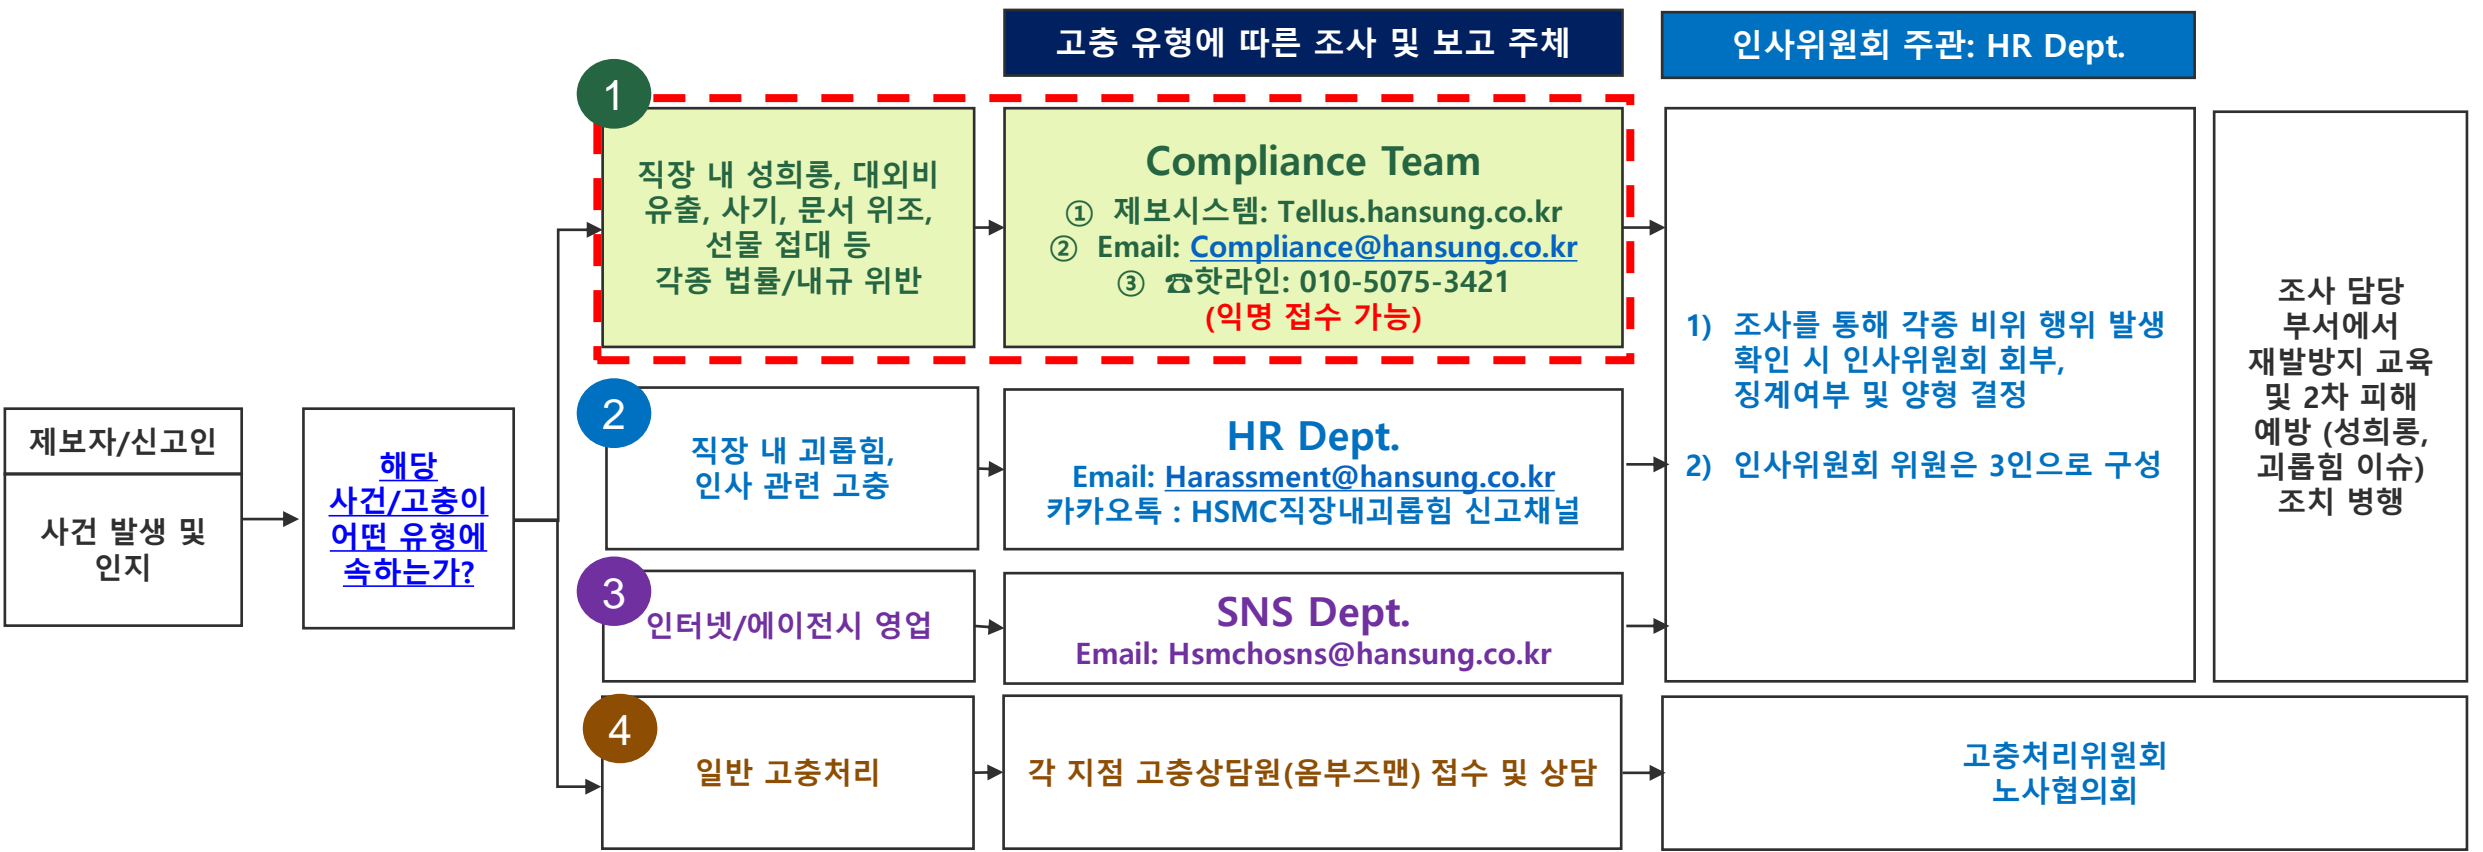 고충 유형에 따른 조사 및 보고 주체
인사위원회 주관: HR Dept.
제보자/신고인
사건 발생 및
인지
해당
사건/고충이
어떤 유형에
속하는가?
1
직장 내 성희롱, 대외비
유출, 사기, 문서 위조,
선물 접대 등
각종 법률/내규 위반
Compliance Team
① 제보시스템: Tellus.hansung.co.kr
② Email: Compliance@hansung.co.kr
③ ☎핫라인: 010-5075-3421
(익명 접수 가능)
2
직장 내 괴롭힘,
인사 관련 고충
HR Dept.
Email: Harassment@hansung.co.kr
카카오톡 : HSMC직장내괴롭힘 신고채널
3
인터넷/에이전시 영업
SNS Dept.
Email: Hsmchosns@hansung.co.kr
1) 조사를 통해 각종 비위 행위 발생
확인 시 인사위원회 회부,
징계여부 및 양형 결정
2) 인사위원회 위원은 3인으로 구성
조사 담당
부서에서
재발방지 교육
및 2차 피해
예방 (성희롱,
괴롭힘 이슈)
조치 병행
4
일반 고충처리
각 지점 고충상담원(옴부즈맨) 접수 및 상담
고충처리위원회
노사협의회